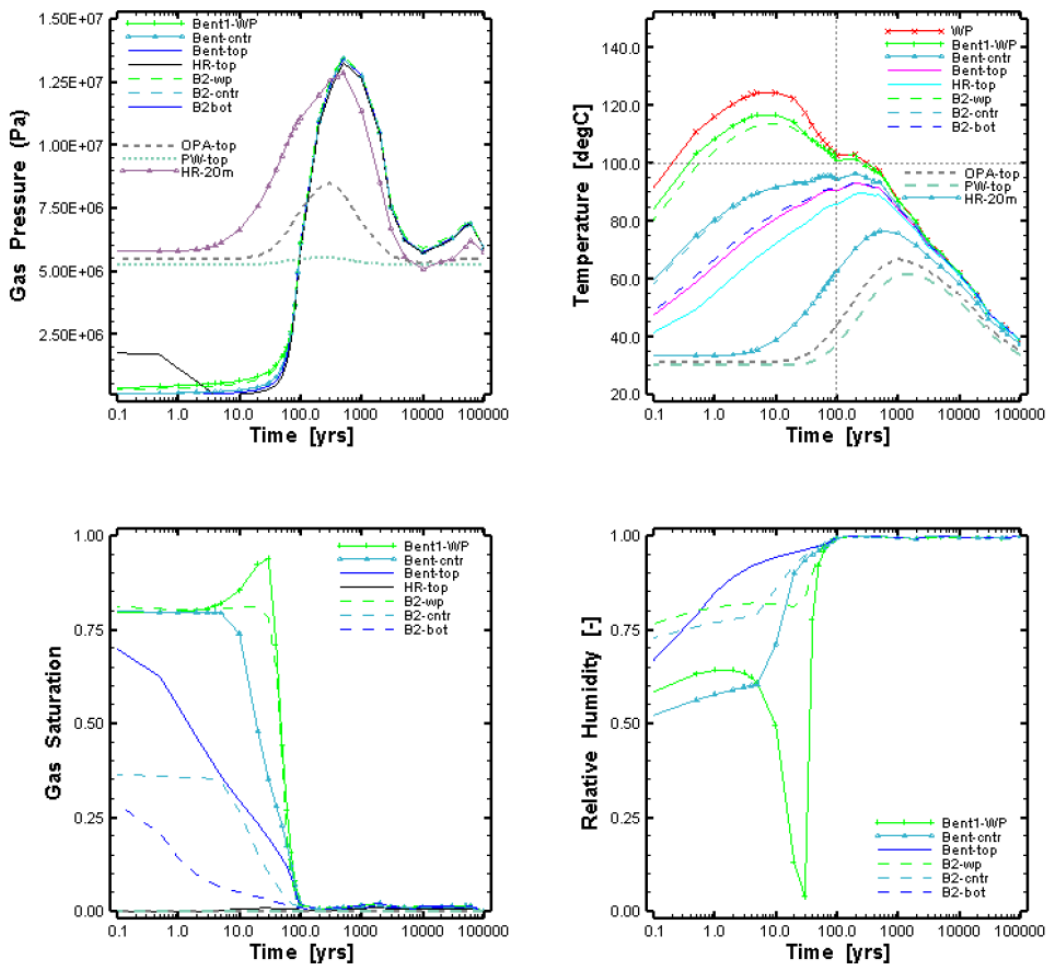 1.50E+07
1.25E+07
1.00E+07
7.50E+06
5.00E+06
2.50E+06
Gas Pressure (Pa)
Bent1-WP
Bent-cntr
Bent-top
HR-top
B2-wp
B2-cntr
B2bot
OPA-top
PW-top
HR-20m
0.1 1.0 10.0 100.0 1000 10000 100000
Time [yrs]
140.0
120.0
100.0
80.0
60.0
40.0
20.0
Temperature [degC]
WP
Bent1-WP
Bent-cntr
Bent-top
HR-top
B2-wp
B2-cntr
B2-bot
OPA-top
PW-top
HR-20m
0.1 1.0 10.0 100.0 1000 10000 100000
Time [yrs]
1.00
0.75
0.50
0.25
0.00
Gas Saturation
Bent1-WP
Bent-cntr
Bent-top
HR-top
B2-wp
B2-cntr
B2-bot
0.1 1.0 10.0 100.0 1000 10000 100000
Time [yrs]
1.00
0.75
0.50
0.25
0.00
Relative Humidity [-]
Bent1-WP
Bent-cntr
Bent-top
B2-wp
B2-cntr
B2-bot
0.1 1.0 10.0 100.0 1000 10000 100000
Time [yrs]